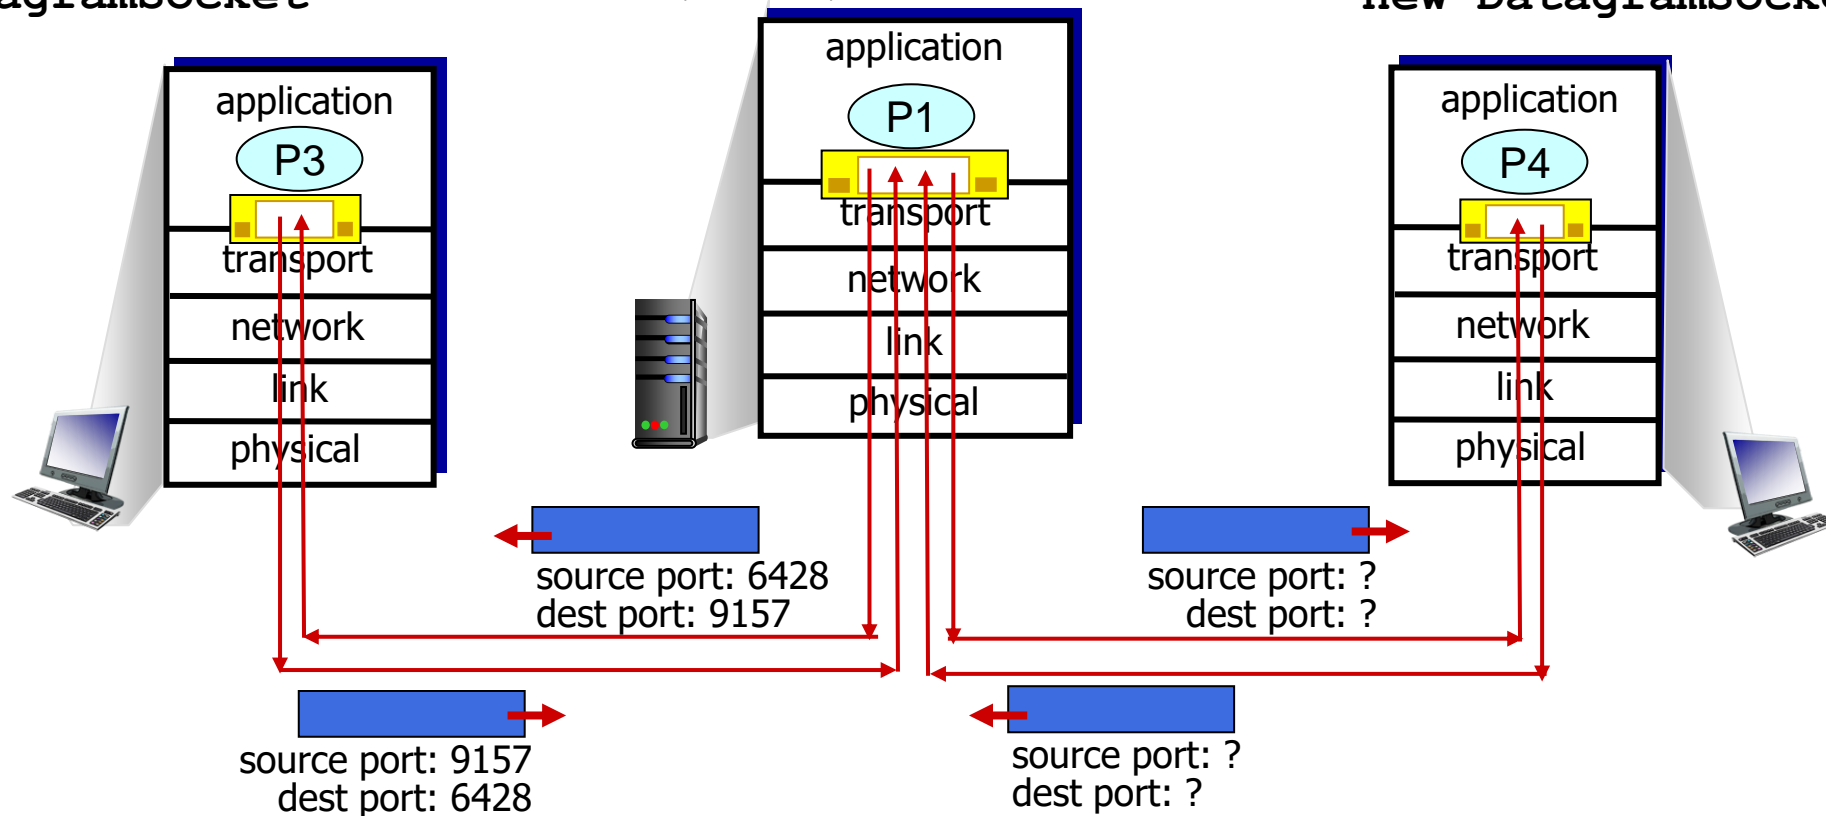 application
P3
transport
network
link
physical
application
P1
transport
network
link
physical
application
P4
transport
network
link
physical
source port: 6428
dest port: 9157
source port: ?
dest port: ?
source port: 9157
dest port: 6428
source port: ?
dest port: ?